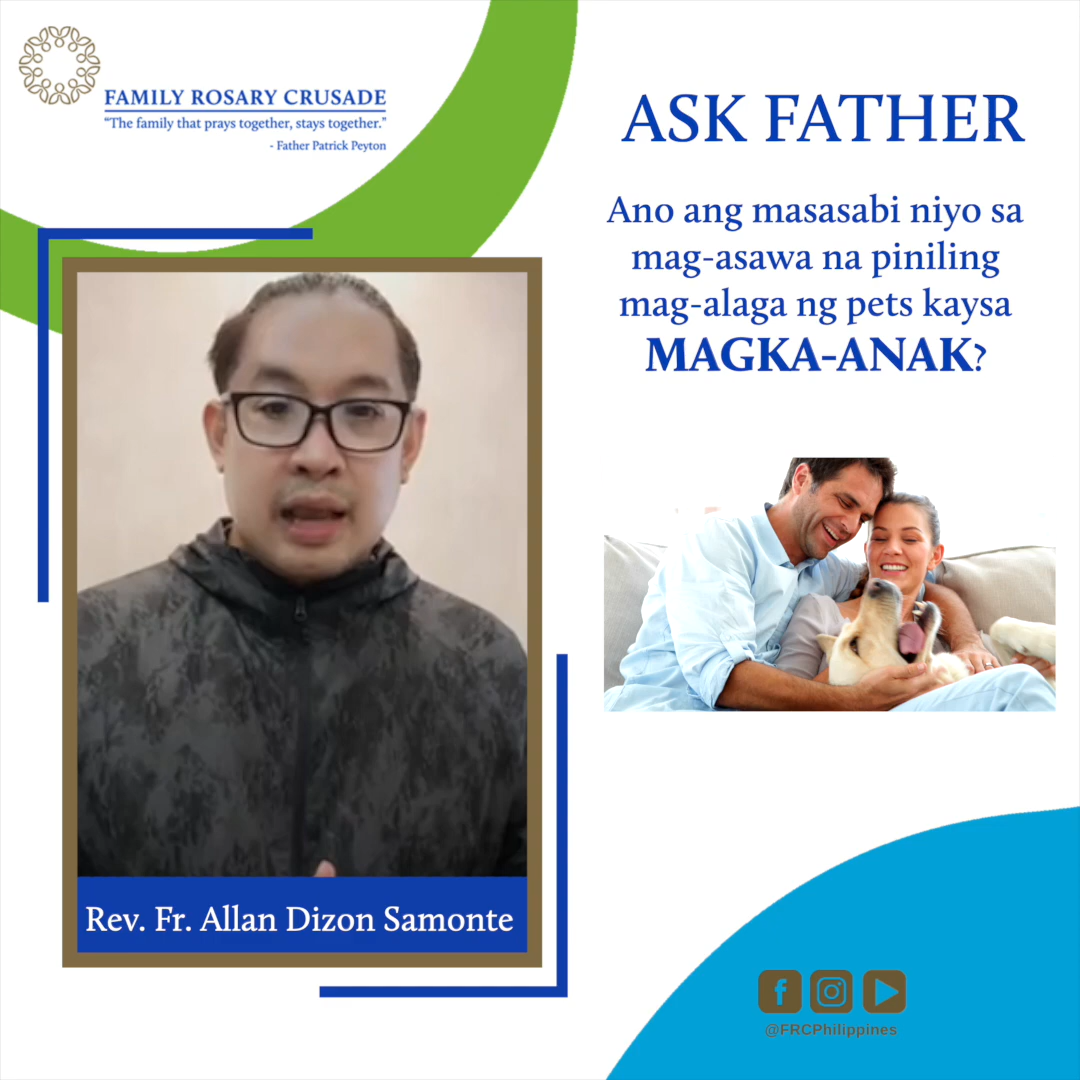 FAMILY ROSARY CRUSADE
“The family that prays together, stays together.”
- Father Patrick Peyton
ASK FATHER
Ano ang masasabi niyo sa
mag-asawa na piniling
mag-alaga ng pets kaysa
MAGKA-ANAK?
Rev. Fr. Allan Dizon Samonte
@FRCPhilippines